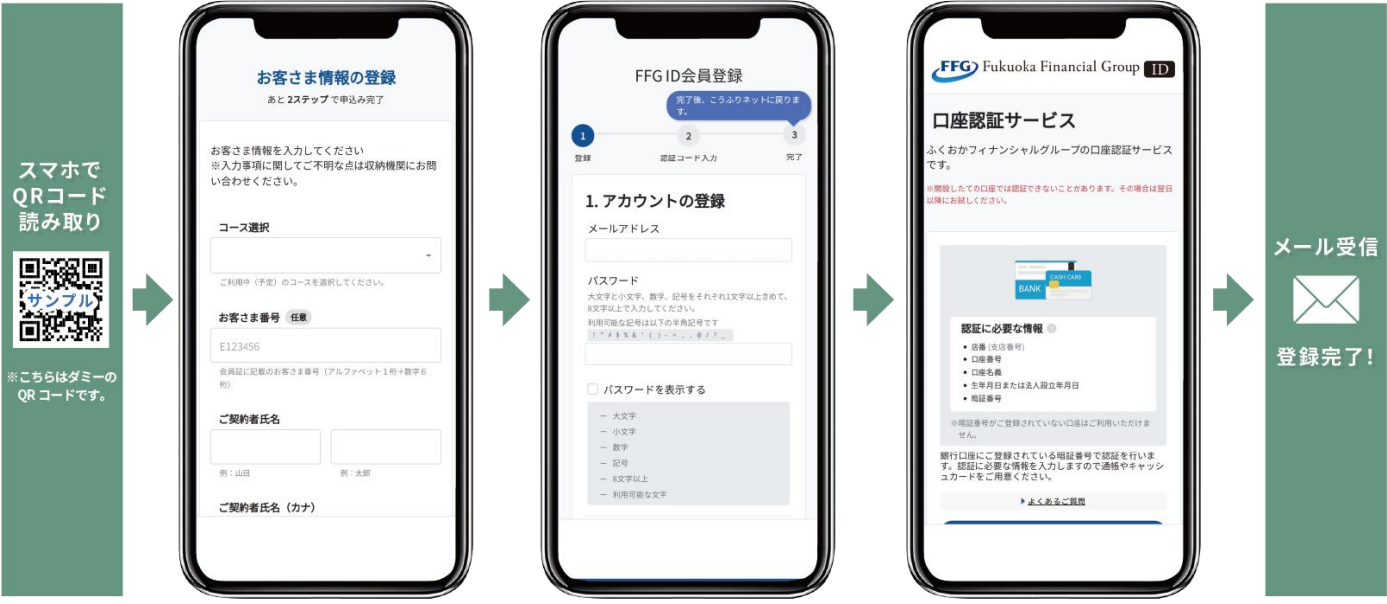 スマホで
QRコード
読み取り
サンプル
※こちらはダミーの
QRコードです。
お客さま情報の登録
あと2ステップで申込み完了
お客さま情報を入力してください
※入力事項に関してご不明な点は収納機関にお問
い合わせください。
コース選択
ご利用中（予定）のコースを選択してください。
お客さま番号 任意
E123456
会員証に記載のお客さま番号（アルファベット１桁＋数字６
桁）
ご契約者氏名
例：山田 例：太郎
ご契約者氏名（カナ）
FFG ID会員登録
完了後、こうふりネットに戻りま
す。
1 2 3
登録 認証コード入力 完了
1. アカウントの登録
メールアドレス
パスワード
大文字と小文字、数字、記号をそれぞれ1文字以上含めて、
8文字以上で入力してください。
利用可能な記号は以下の半角記号です
! " # $ % & ' ( ) - + , . @ / ? _
パスワードを表示する
ー 大文字
ー 小文字
ー 数字
ー 記号
ー 8文字以上
ー 利用可能な文字
FFG Fukuoka Financial Group ID
口座認証サービス
ふくおかフィナンシャルグループの口座認証サービス
です。
※開設したての口座では認証できないことがあります。その場合は翌日
以降にお試しください。
CASH CARD
BANK
認証に必要な情報
• 店番 (支店番号)
• 口座番号
• 口座名義
• 生年月日または法人設立年月日
• 暗証番号
※暗証番号がご登録されていない口座はご利用いただけま
せん。
銀行口座にご登録されている暗証番号で認証を行いま
す。認証に必要な情報を入力しますので通帳やキャッシ
ュカードをご用意ください。
よくあるご質問
メール受信
登録完了!